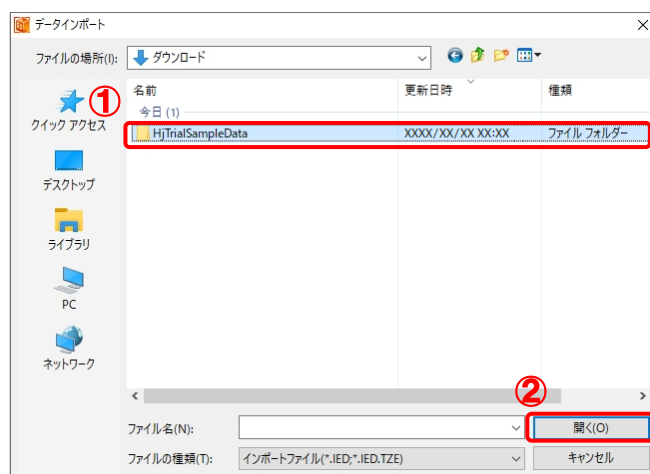 データインポート
ファイルの場所(I): ダウンロード
① 名前 更新日時 種類
今日 (1)
HjTrialSampleData XXXX/XX/XX XX:XX ファイル フォルダー
クイック アクセス
デスクトップ
ライブラリ
PC
ネットワーク
②
ファイル名(N): 開く(O)
ファイルの種類(T): インポートファイル(*.IED;*.IED.TZE) キャンセル